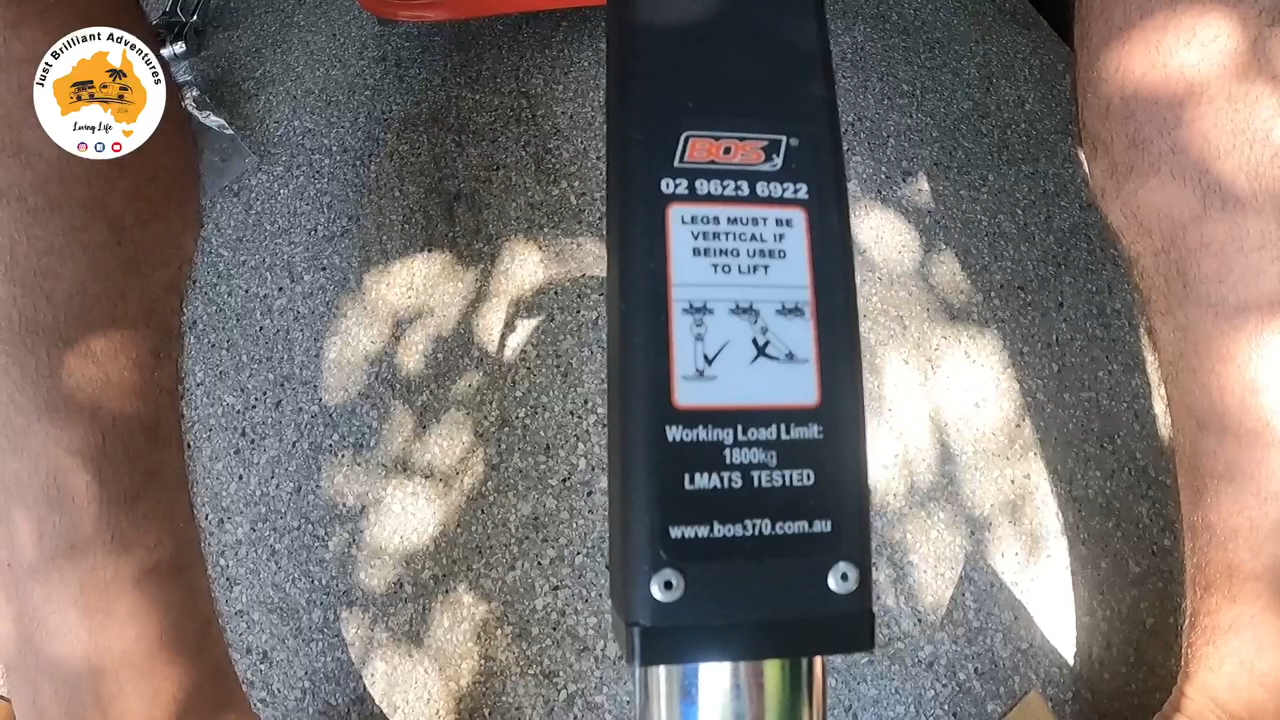 Just Brilliant Adventures
Living Life
BOS
02 9623 6922
LEGS MUST BE
VERTICAL IF
BEING USED
TO LIFT
Working Load Limit:
1800kg
LMATS TESTED
www.bos370.com.au